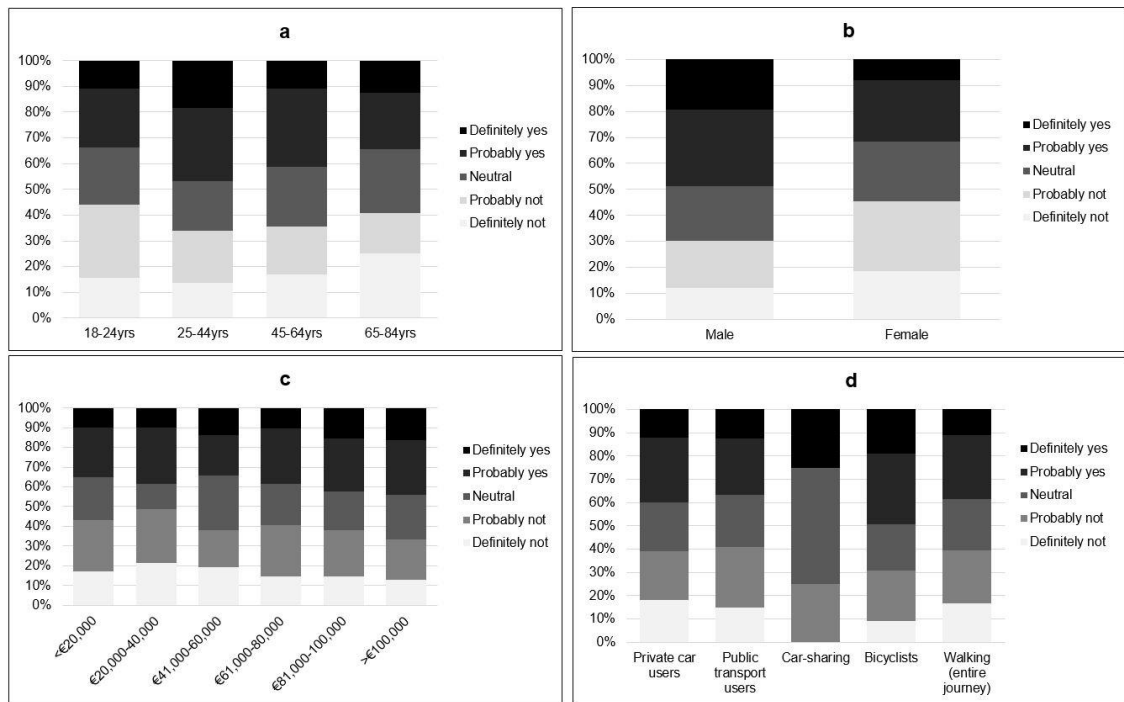 a
100%
90%
80%
70%
60%
50%
40%
30%
20%
10%
0%
18-24yrs 25-44yrs 45-64yrs 65-84yrs
Definitely yes
Probably yes
Neutral
Probably not
Definitely not
b
100%
90%
80%
70%
60%
50%
40%
30%
20%
10%
0%
Male Female
Definitely yes
Probably yes
Neutral
Probably not
Definitely not
c
100%
90%
80%
70%
60%
50%
40%
30%
20%
10%
0%
<€20,000
€20,000-40,000
€41,000-60,000
€61,000-80,000
€81,000-100,000
>€100,000
Definitely yes
Probably yes
Neutral
Probably not
Definitely not
d
100%
90%
80%
70%
60%
50%
40%
30%
20%
10%
0%
Private car
users
Public
transport
users
Car-sharing
Bicyclists
Walking
(entire
journey)
Definitely yes
Probably yes
Neutral
Probably not
Definitely not